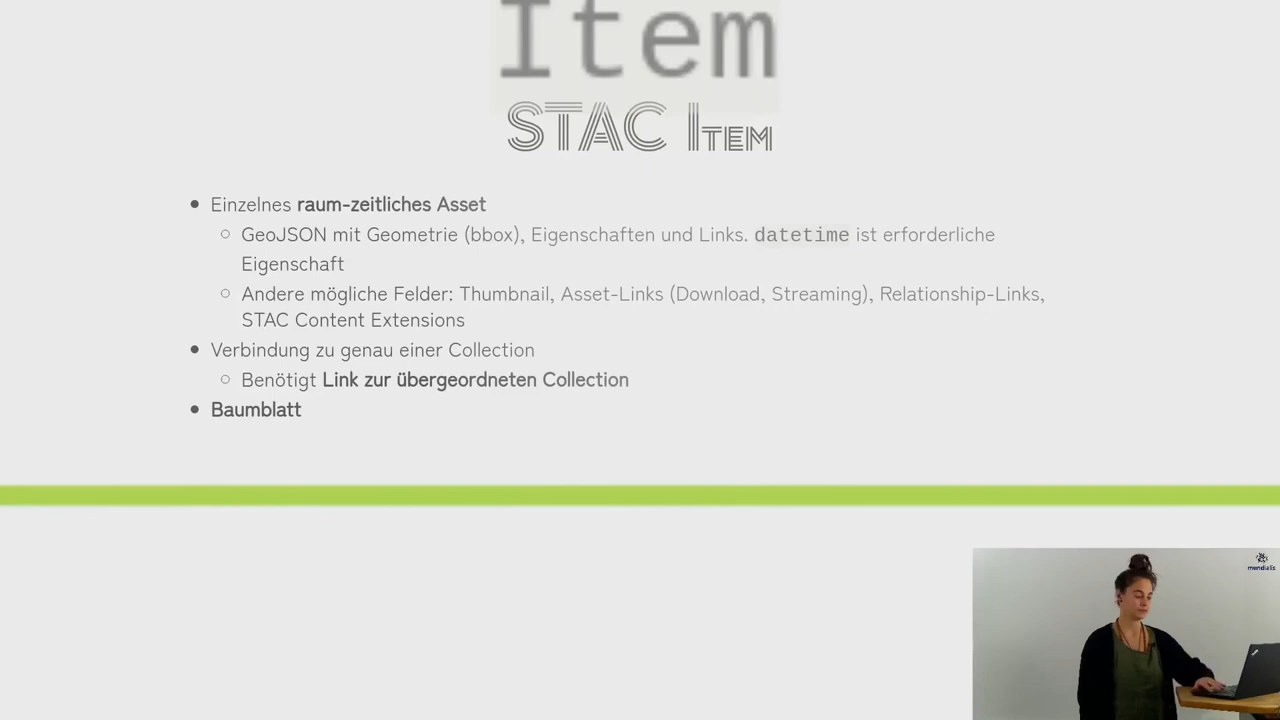 Item
STAC Item
Einzelnes raum-zeitliches Asset
GeoJSON mit Geometrie (bbox), Eigenschaften und Links. datetime ist erforderliche
Eigenschaft
Andere mögliche Felder: Thumbnail, Asset-Links (Download, Streaming), Relationship-Links,
STAC Content Extensions
Verbindung zu genau einer Collection
Benötigt Link zur übergeordneten Collection
Baumblatt
mundialis